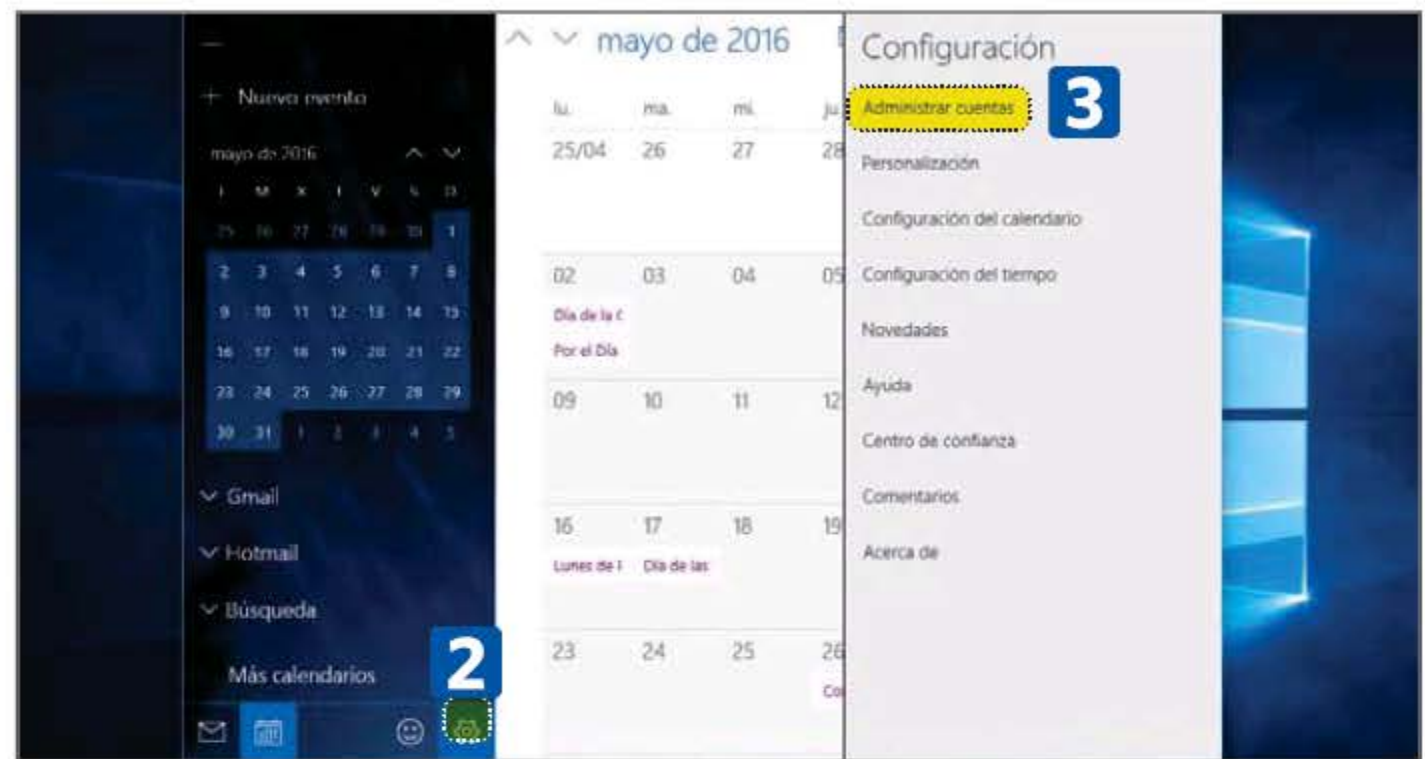 + Nuevo evento
mayo de 2016
L M X J V S D
25 26 27 28 29 30 1
2 3 4 5 6 7 8
9 10 11 12 13 14 15
16 17 18 19 20 21 22
23 24 25 26 27 28 29
30 31 1 2 3 4 5
Gmail
Hotmail
Búsqueda
Más calendarios
2
mayo de 2016
lu. ma. mi. ju
25/04 26 27 28
02 03 04 05
Día de la C
Por el Día
09 10 11 12
16 17 18 19
Lunes de P Día de las
23 24 25 26
Co
Configuración
Administrar cuentas
3
Personalización
Configuración del calendario
Configuración del tiempo
Novedades
Ayuda
Centro de confianza
Comentarios
Acerca de